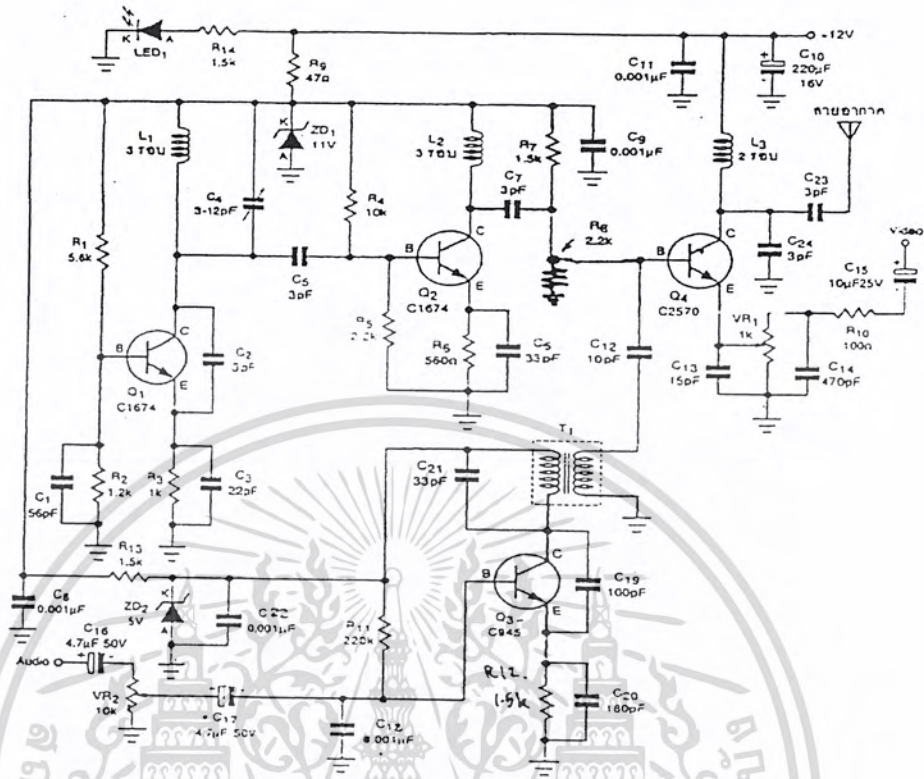 K
A
LED1
R14
1.5k
R9
47Ω
-12V
C11
0.001µF
C10
220µF
16V
+
-
สายอากาศ
L1
3 รอบ
C4
3-12pF
K
A
ZD1
11V
R4
10k
L2
3 รอบ
R7
1.5k
C9
0.001µF
L3
2 รอบ
C23
3pF
C7
3pF
R1
5.6k
C5
3pF
R8
2.2k
B
C
E
Q2
C1674
B
C
E
Q4
C2570
C24
3pF
Video
C15
10µF25V
+
VR1
1k
R10
100Ω
R5
2.2k
R6
560Ω
C5
33pF
C12
10pF
C13
15pF
C14
470pF
B
C
E
Q1
C1674
C2
C1
56pF
R2
1.2k
R3
1k
C3
22pF
T1
C21
33pF
R13
1.5k
K
A
ZD2
5V
C22
0.001µF
R11
220k
B
C
E
Q3
C945
C19
100pF
0.001µF
C16
4.7µF 50V
+
-
Audio
VR2
10k
-
+
C17
4.7µF 50V
0.001µF
R12.
1.5k
C20